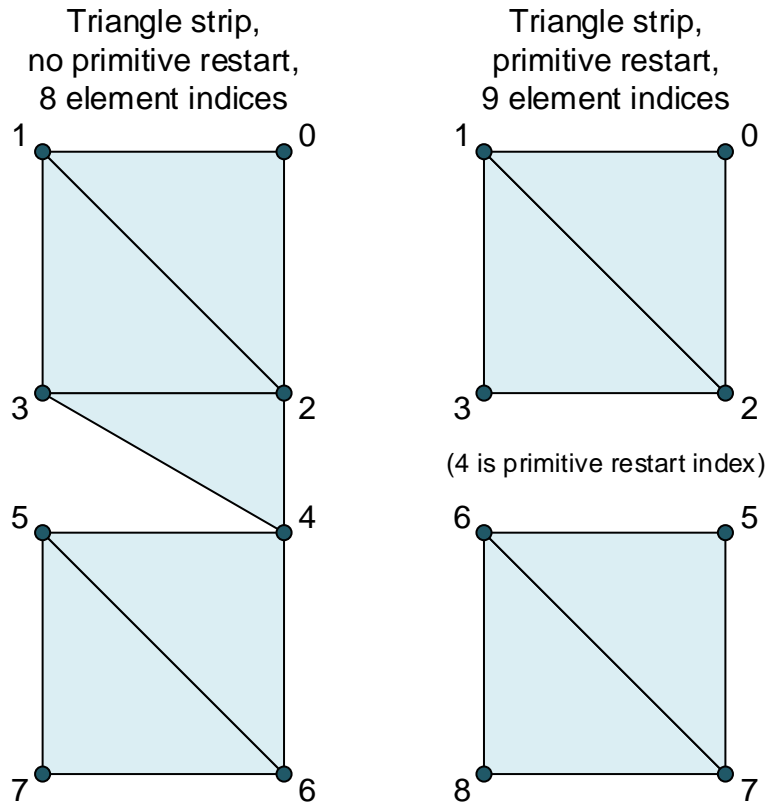 Triangle strip,
no primitive restart,
8 element indices
1
0
3
2
5
4
7
6
Triangle strip,
primitive restart,
9 element indices
1
0
3
2
(4 is primitive restart index)
6
5
8
7